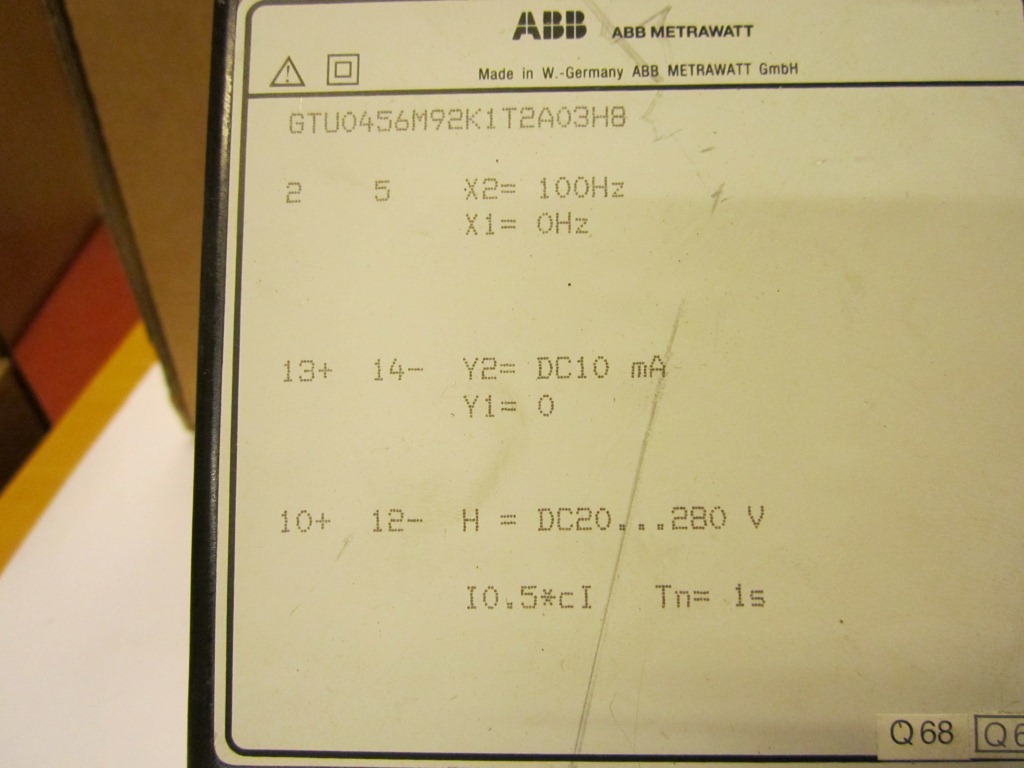 ABB ABB METRAWATT
Made in W.-Germany ABB METRAWATT GmbH
GTU0456M92K1T2A03H8
2 5 X2= 100Hz
X1= 0Hz
13+ 14- Y2= DC10 mA
Y1= 0
10+ 12- H = DC20...280 V
I0.5*cI Tn= 1s
Q68